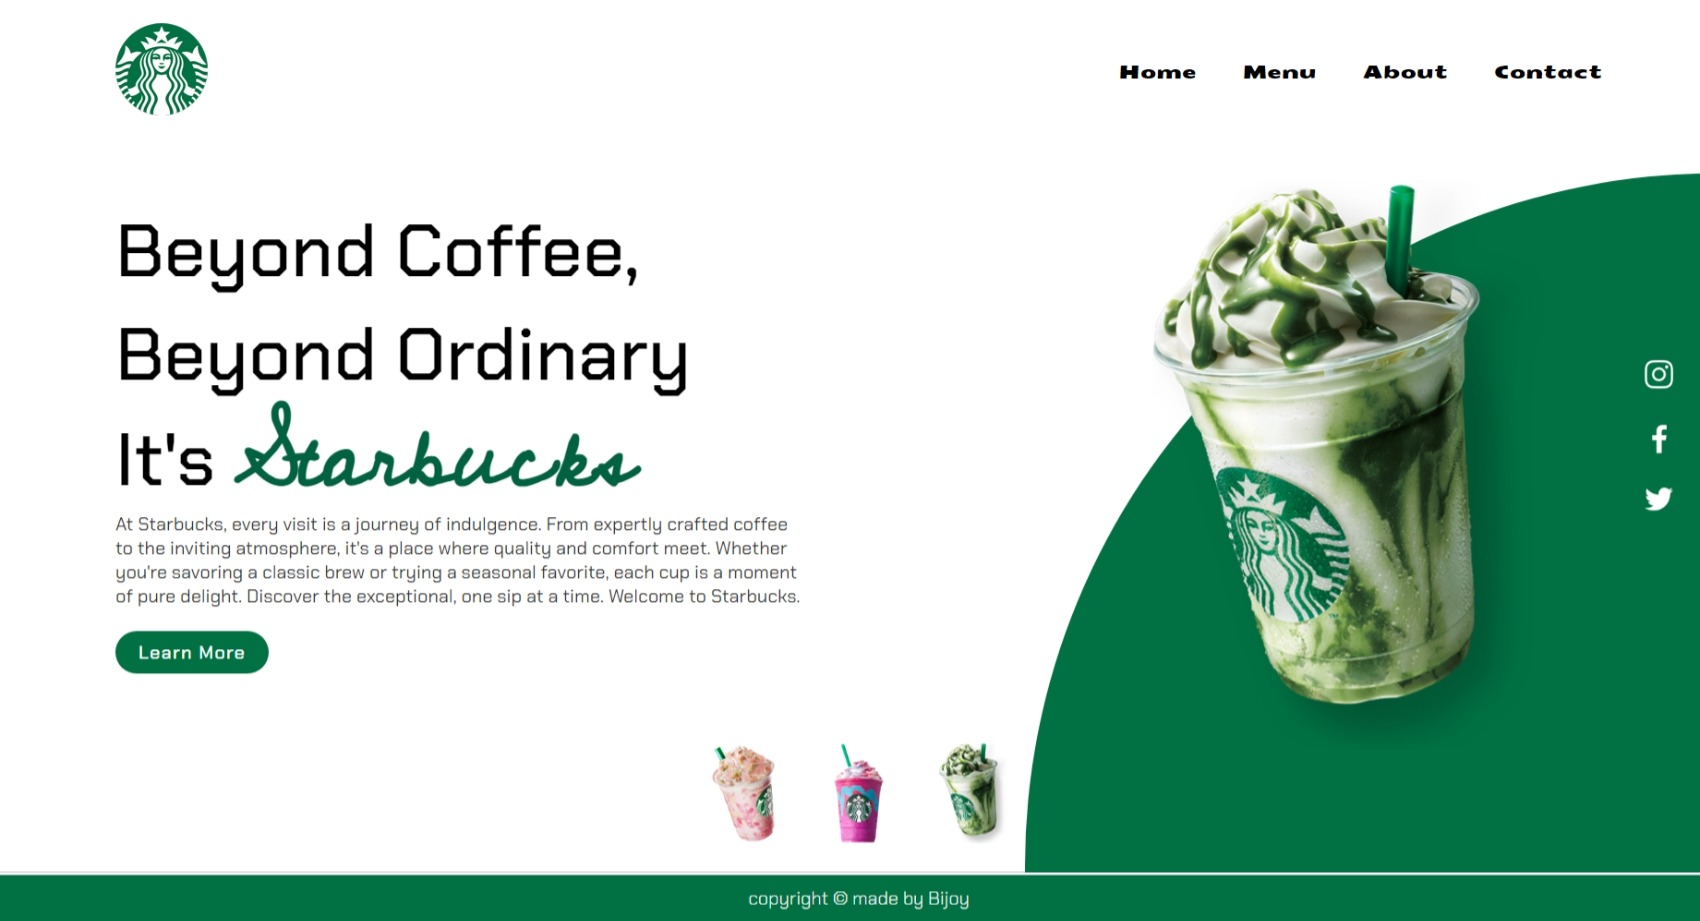 Home Menu About Contact
Beyond Coffee,
Beyond Ordinary
It's Starbucks
At Starbucks, every visit is a journey of indulgence. From expertly crafted coffee
to the inviting atmosphere, it's a place where quality and comfort meet. Whether
you're savoring a classic brew or trying a seasonal favorite, each cup is a moment
of pure delight. Discover the exceptional, one sip at a time. Welcome to Starbucks.
Learn More
copyright © made by Bijoy